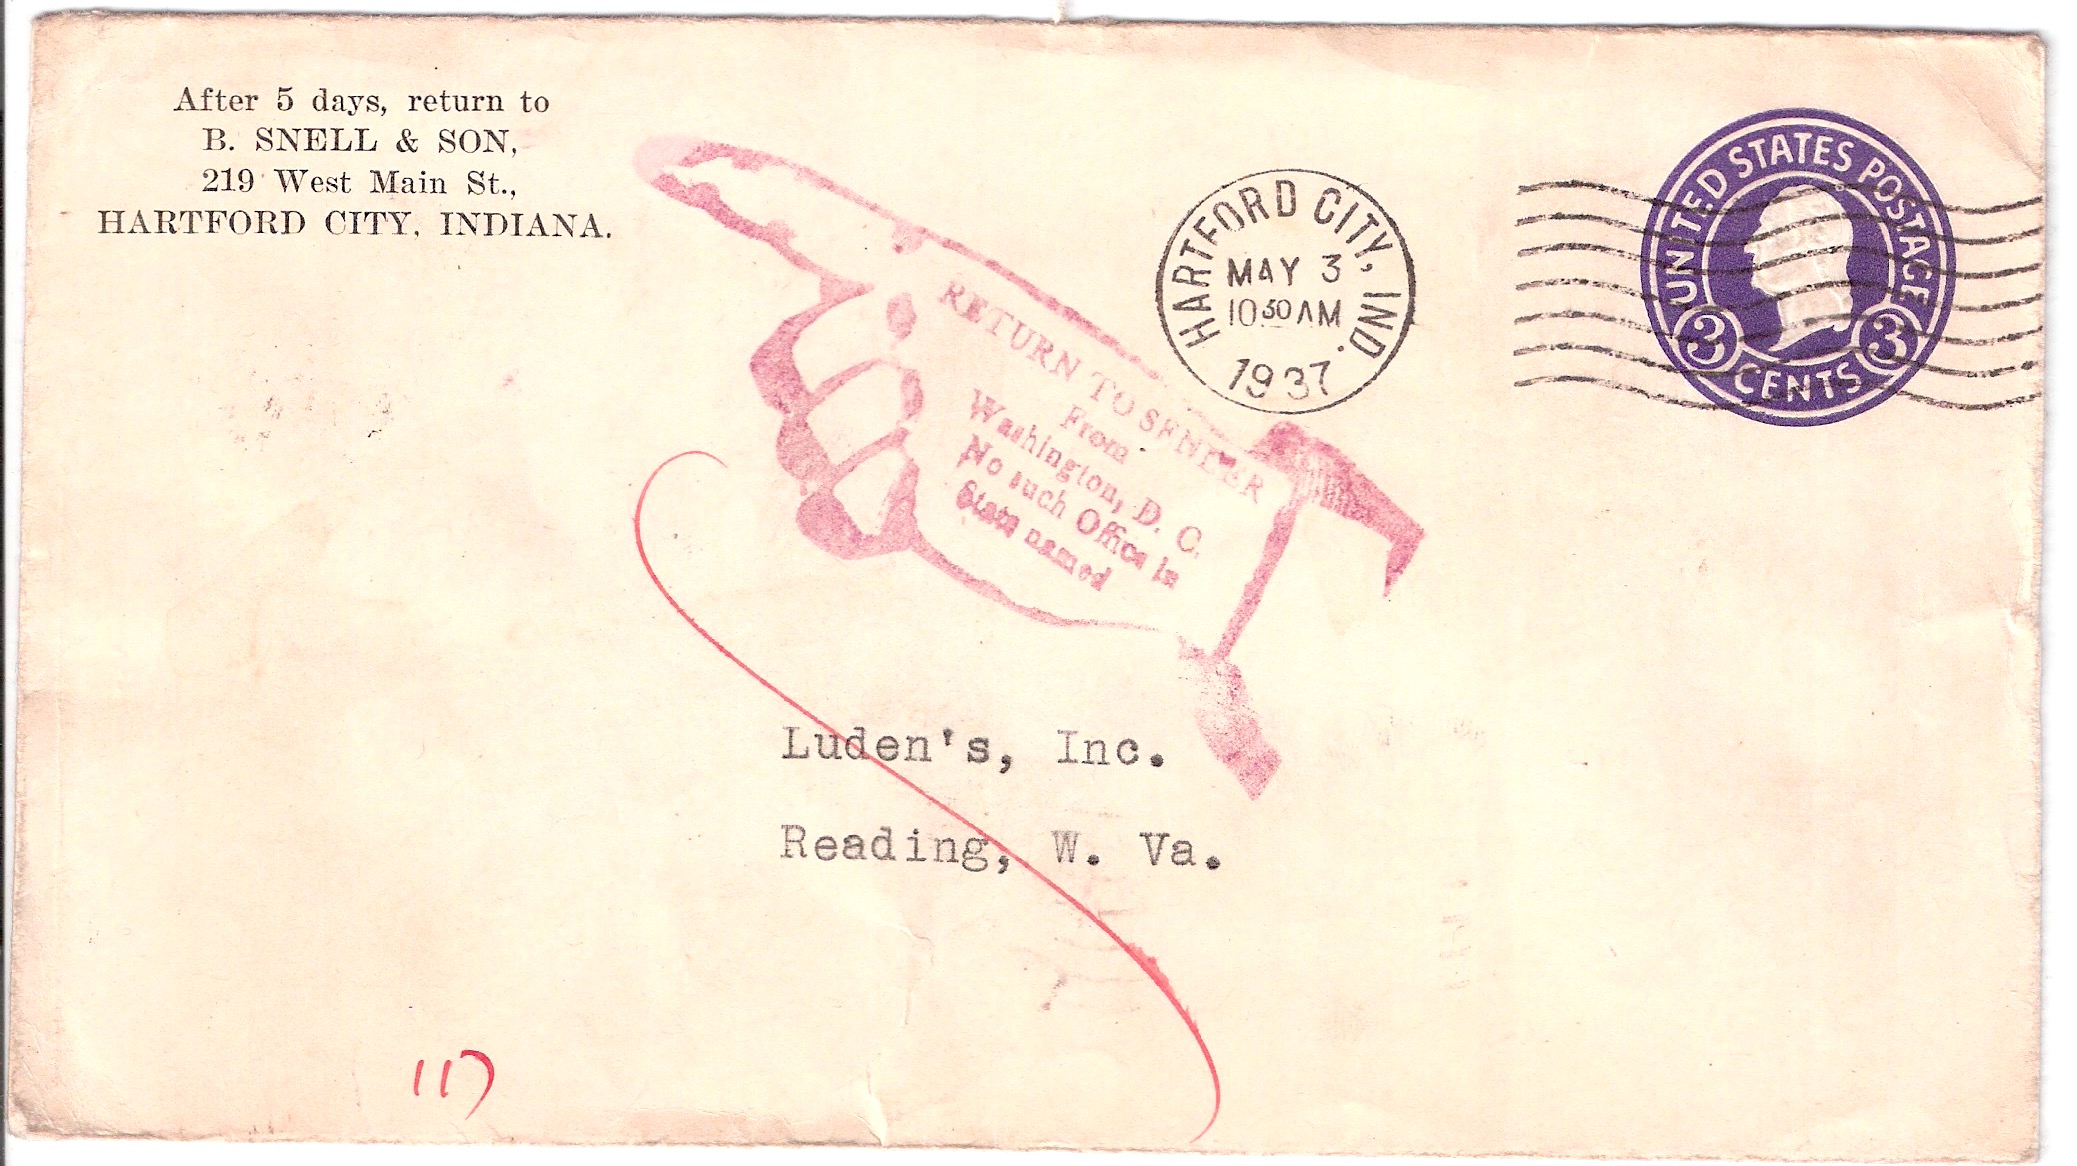 After 5 days, return to
B. SNELL & SON,
219 West Main St.,
HARTFORD CITY, INDIANA.
HARTFORD CITY, IND.
MAY 3
10 30 AM
1937
UNITED STATES POSTAGE
3 3
CENTS
RETURN TO SENDER
From
Washington, D. C.
No such Office in
State named
Luden's, Inc.
Reading, W. Va.